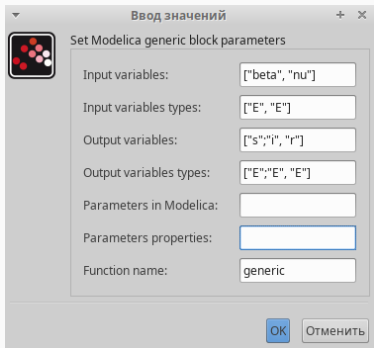 Ввод значений
Set Modelica generic block parameters
Input variables: ["beta", "nu"]
Input variables types: ["E", "E"]
Output variables: ["s";"i", "r"]
Output variables types: ["E";"E", "E"]
Parameters in Modelica:
Parameters properties:
Function name: generic
OK Отменить